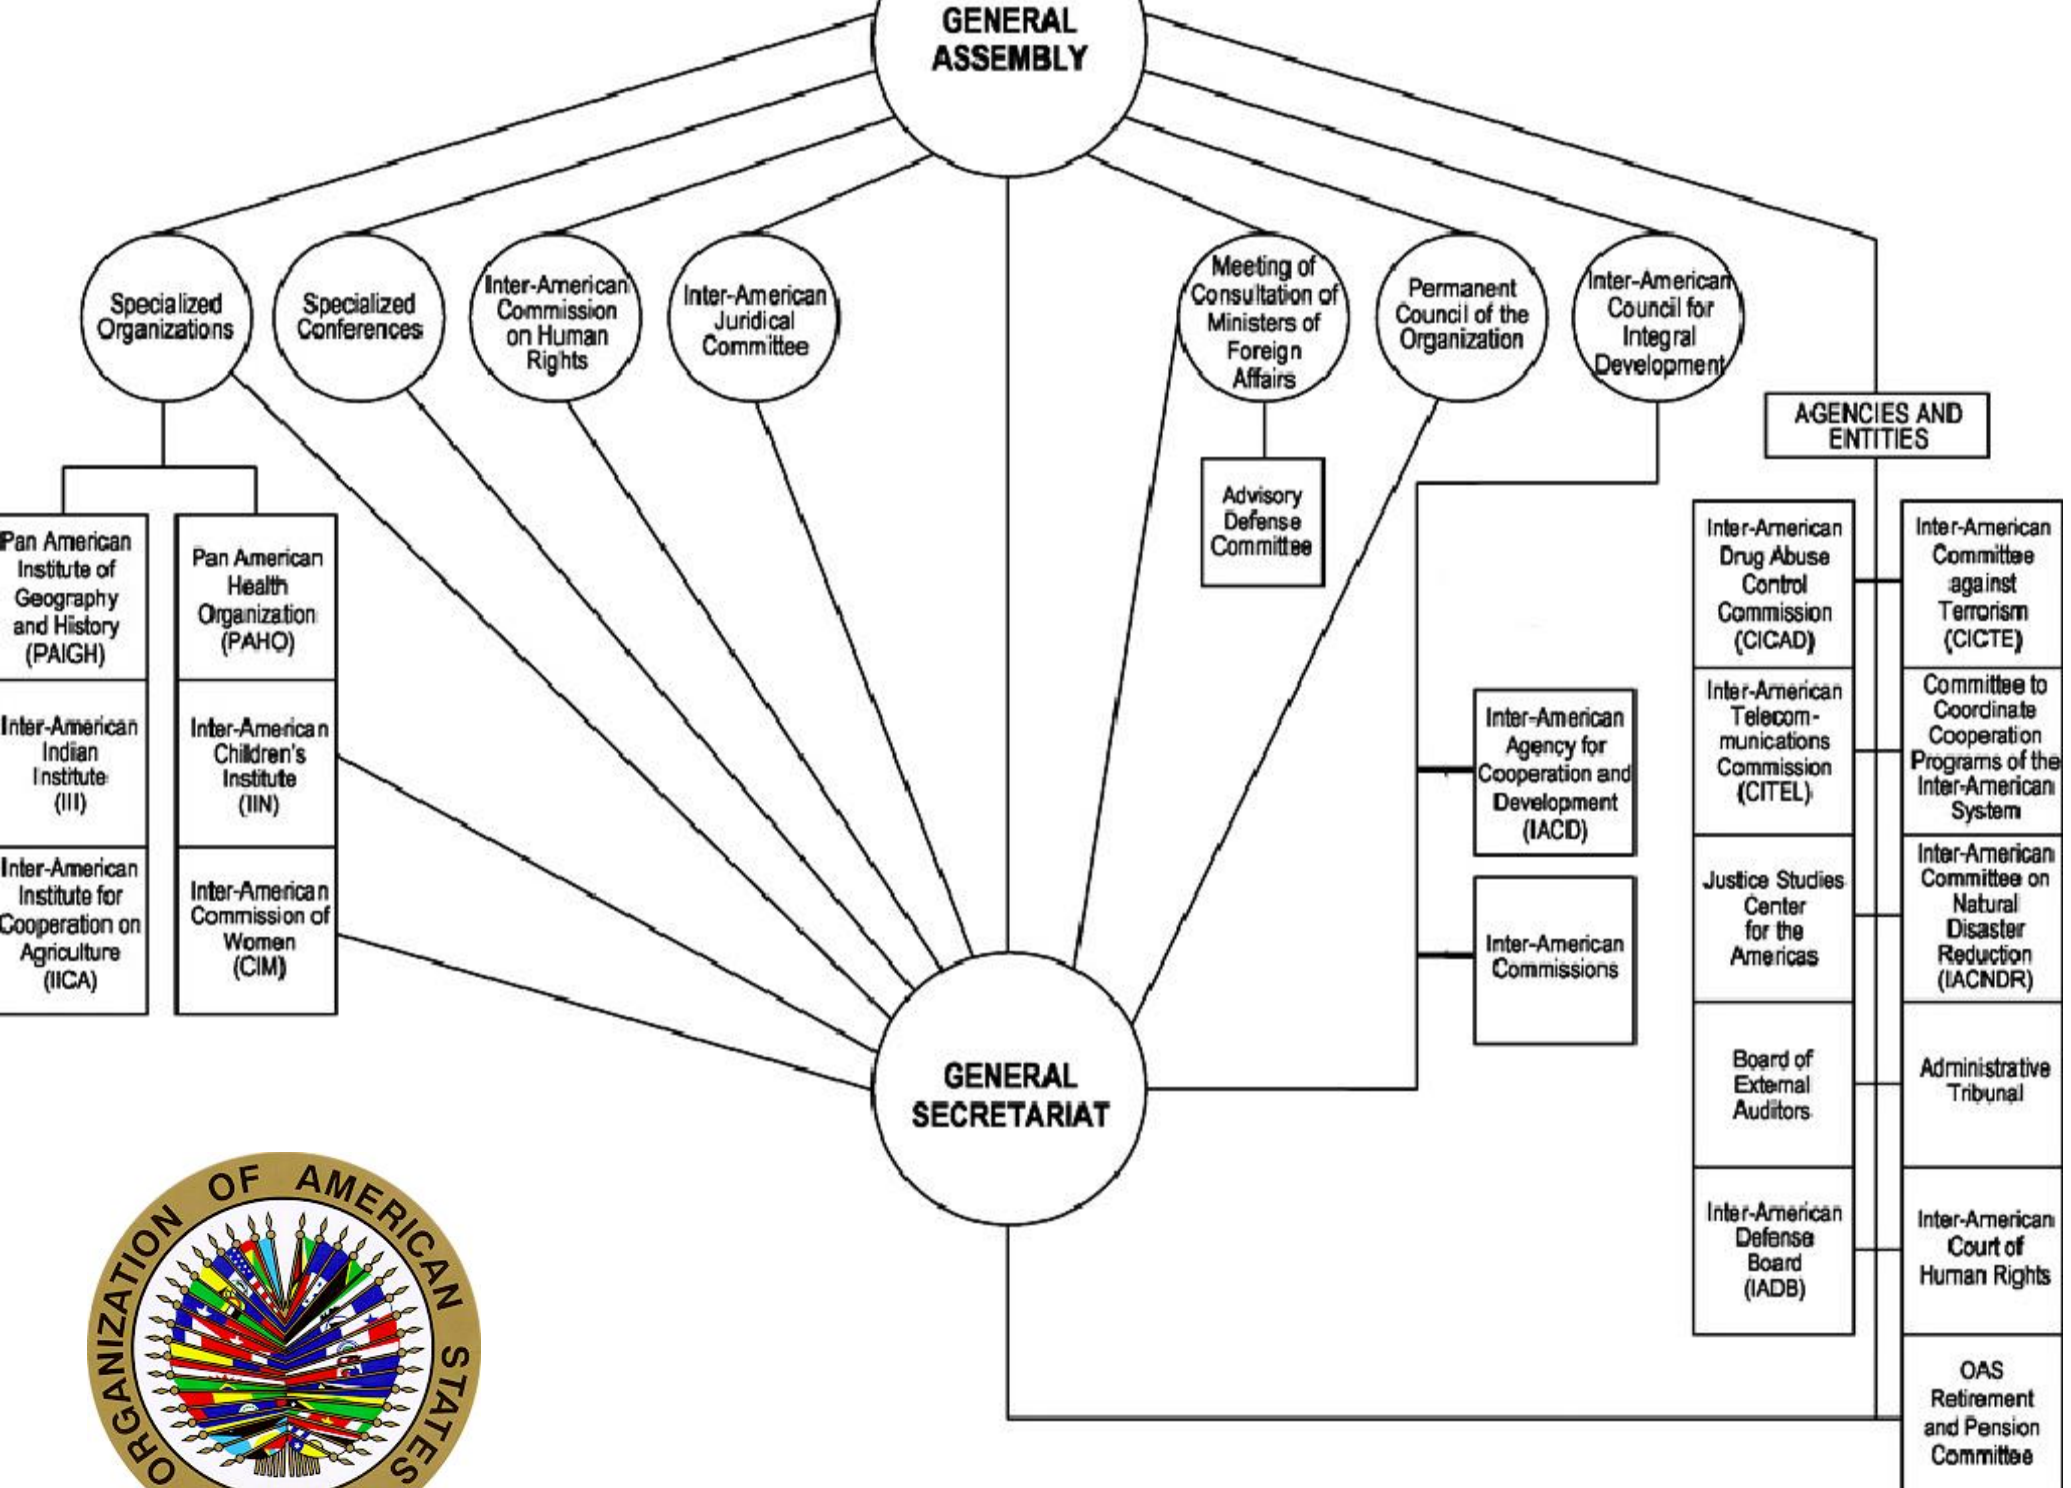 GENERAL
ASSEMBLY
Specialized
Organizations
Specialized
Conferences
Inter-American
Commission
on Human
Rights
Inter-American
Juridical
Committee
Meeting of
Consultation of
Ministers of
Foreign
Affairs
Permanent
Council of the
Organization
Inter-American
Council for
Integral
Development
AGENCIES AND
ENTITIES
Advisory
Defense
Committee
Pan American
Institute of
Geography
and History
(PAIGH)
Pan American
Health
Organization
(PAHO)
Inter-American
Indian
Institute
(III)
Inter-American
Children's
Institute
(IIN)
Inter-American
Institute for
Cooperation on
Agriculture
(IICA)
Inter-American
Commission of
Women
(CIM)
Inter-American
Agency for
Cooperation and
Development
(IACD)
Inter-American
Commissions
Inter-American
Drug Abuse
Control
Commission
(CICAD)
Inter-American
Committee
against
Terrorism
(CICTE)
Inter-American
Telecom-
munications
Commission
(CITEL)
Committee to
Coordinate
Cooperation
Programs of the
Inter-American
System
Justice Studies
Center
for the
Americas
Inter-American
Committee on
Natural
Disaster
Reduction
(IACNDR)
Board of
External
Auditors
Administrative
Tribunal
Inter-American
Defense
Board
(IADB)
Inter-American
Court of
Human Rights
OAS
Retirement
and Pension
Committee
GENERAL
SECRETARIAT
ORGANIZATION OF AMERICAN STATES